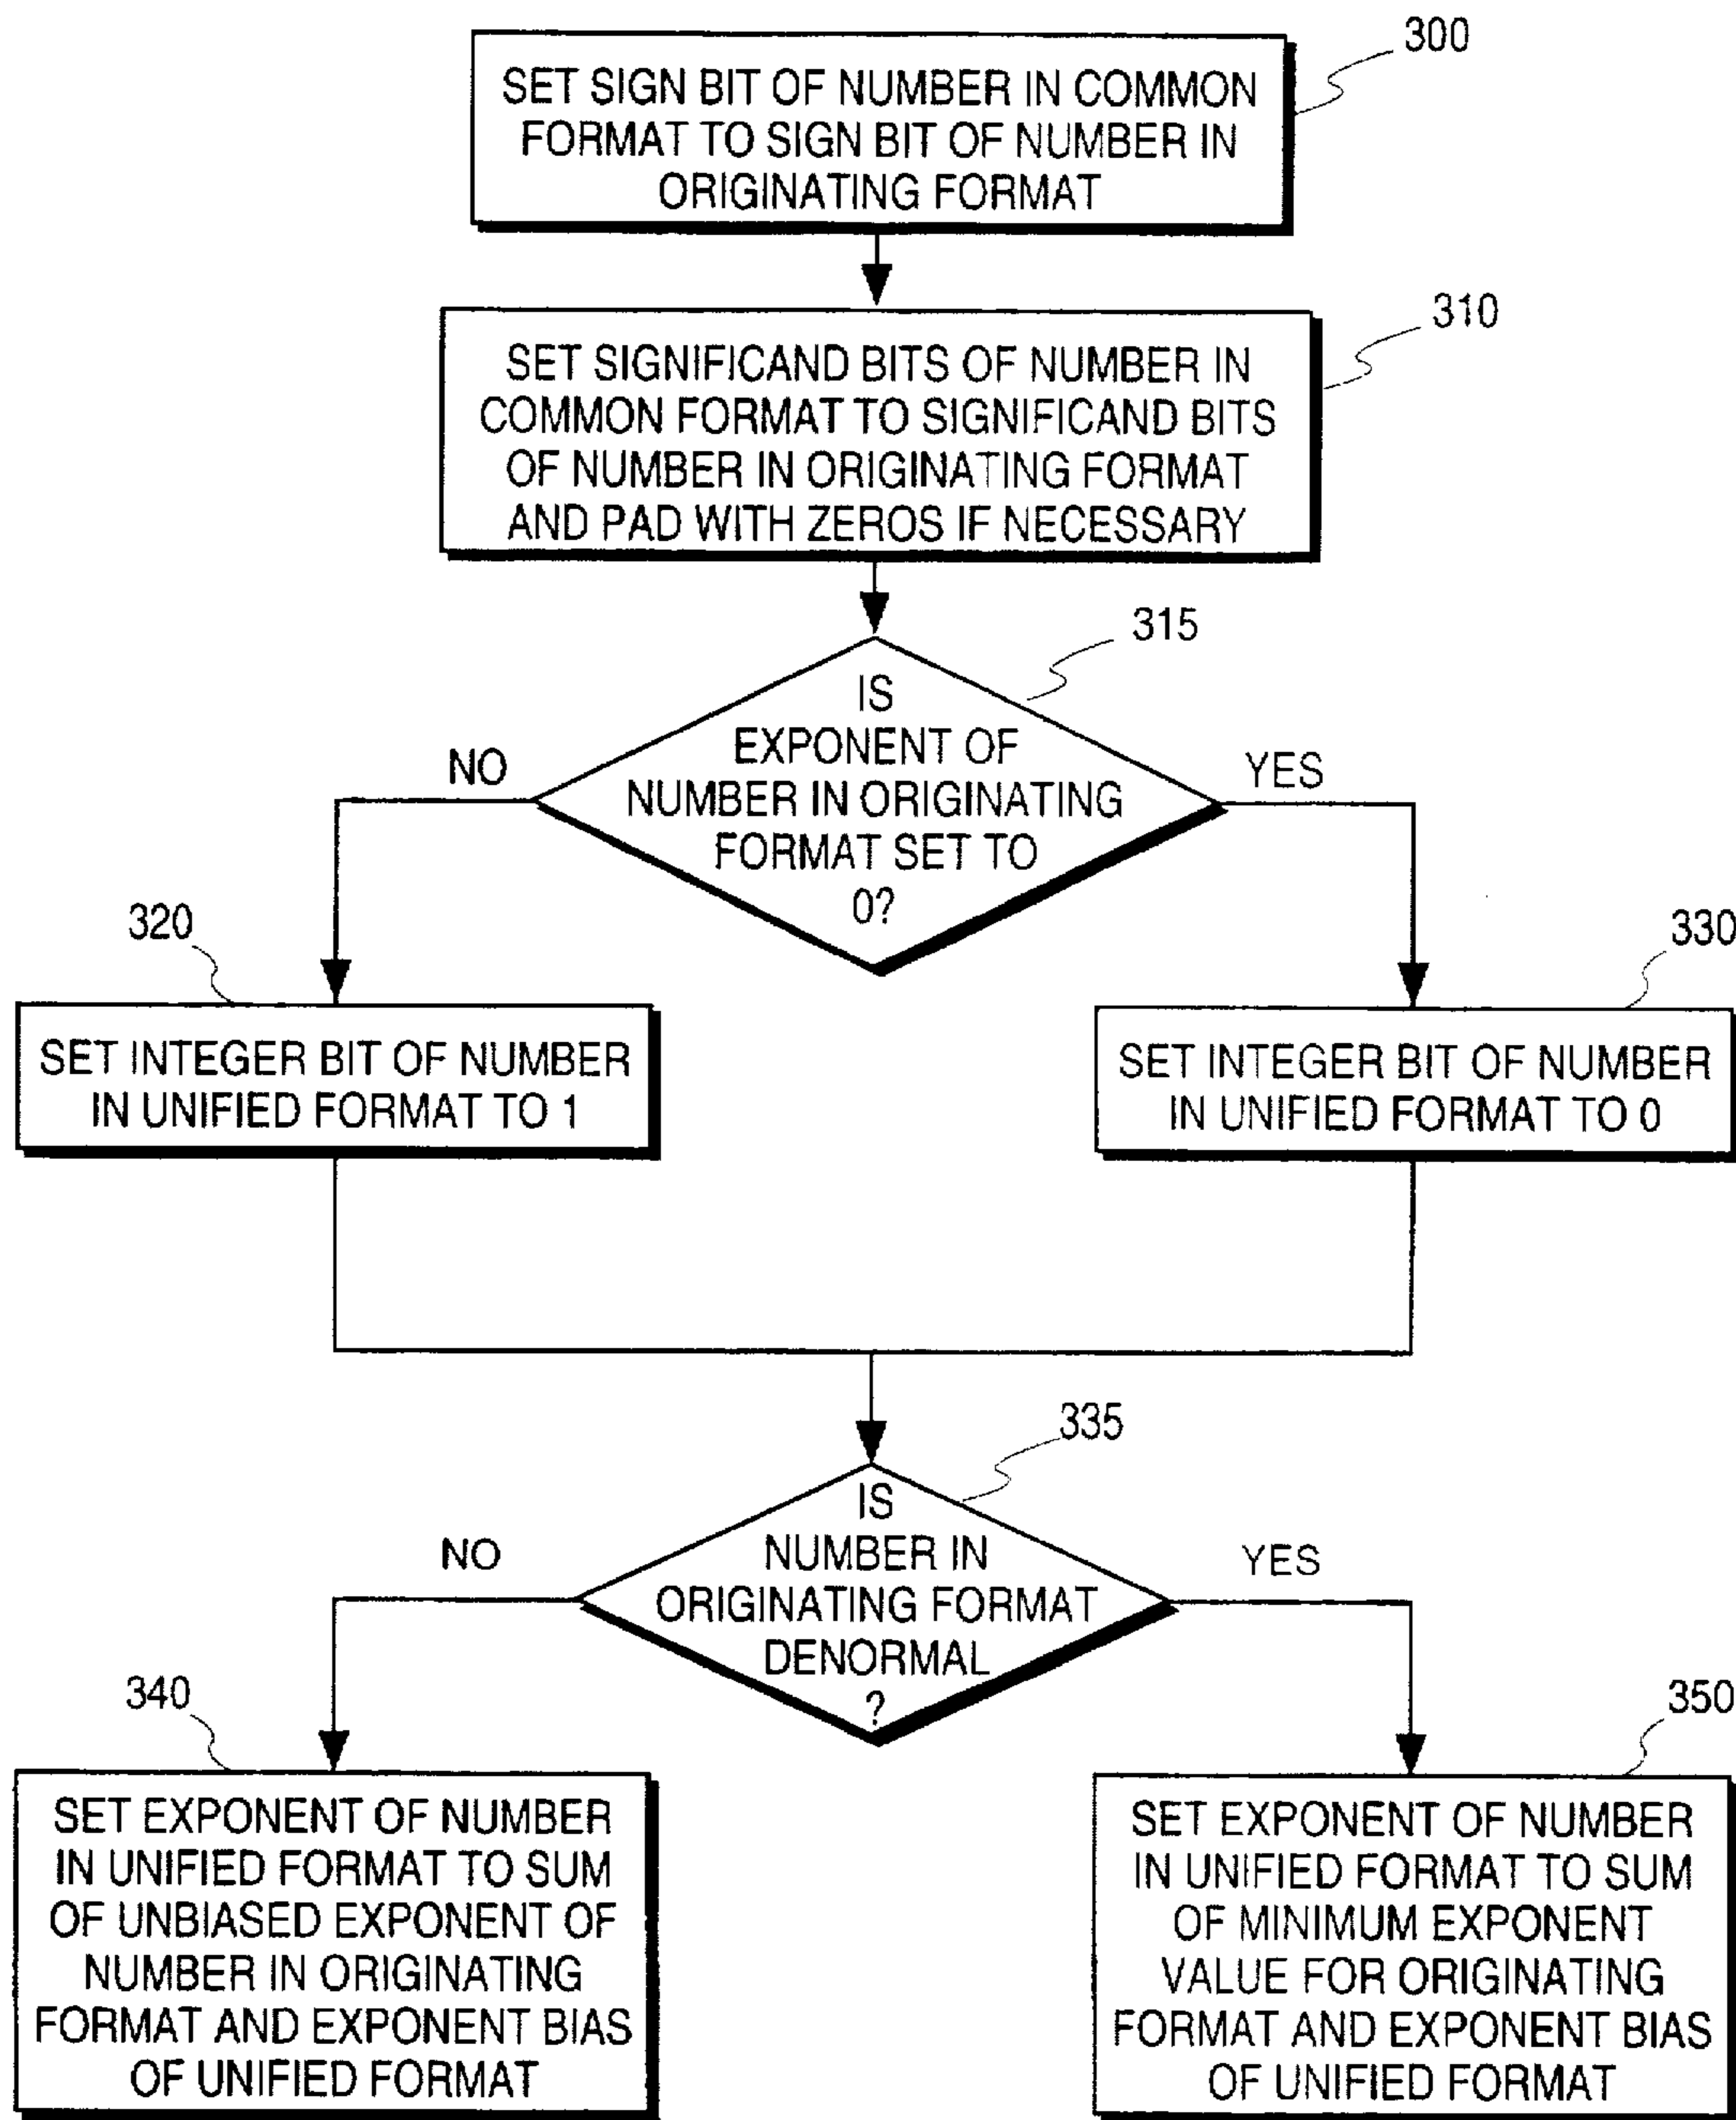 300
SET SIGN BIT OF NUMBER IN COMMON
FORMAT TO SIGN BIT OF NUMBER IN
ORIGINATING FORMAT
310
SET SIGNIFICAND BITS OF NUMBER IN
COMMON FORMAT TO SIGNIFICAND BITS
OF NUMBER IN ORIGINATING FORMAT
AND PAD WITH ZEROS IF NECESSARY
315
IS
EXPONENT OF
NUMBER IN ORIGINATING
FORMAT SET TO
0?
NO
YES
320
SET INTEGER BIT OF NUMBER
IN UNIFIED FORMAT TO 1
330
SET INTEGER BIT OF NUMBER
IN UNIFIED FORMAT TO 0
335
IS
NUMBER IN
ORIGINATING FORMAT
DENORMAL
?
NO
YES
340
SET EXPONENT OF NUMBER
IN UNIFIED FORMAT TO SUM
OF UNBIASED EXPONENT OF
NUMBER IN ORIGINATING
FORMAT AND EXPONENT BIAS
OF UNIFIED FORMAT
350
SET EXPONENT OF NUMBER
IN UNIFIED FORMAT TO SUM
OF MINIMUM EXPONENT
VALUE FOR ORIGINATING
FORMAT AND EXPONENT BIAS
OF UNIFIED FORMAT